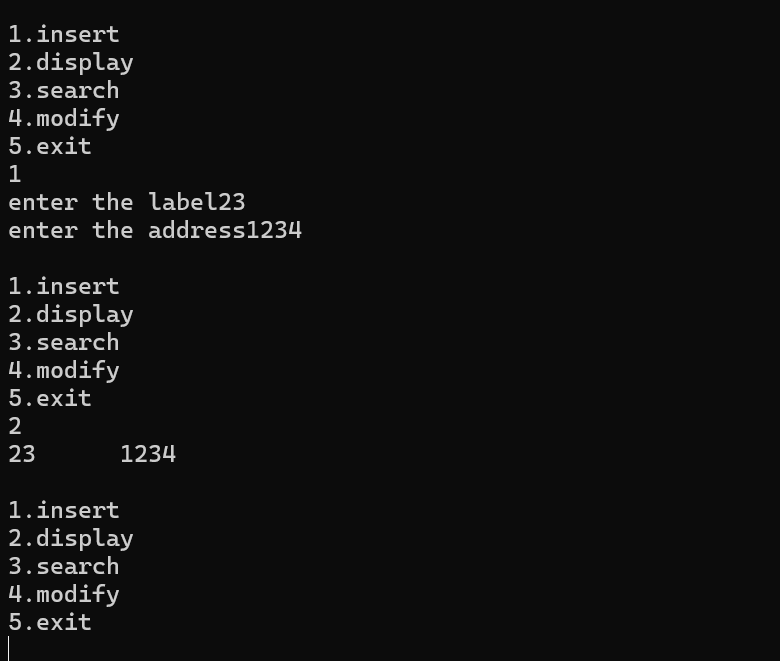 1.insert
2.display
3.search
4.modify
5.exit
1
enter the label23
enter the address1234
1.insert
2.display
3.search
4.modify
5.exit
2
23      1234
1.insert
2.display
3.search
4.modify
5.exit